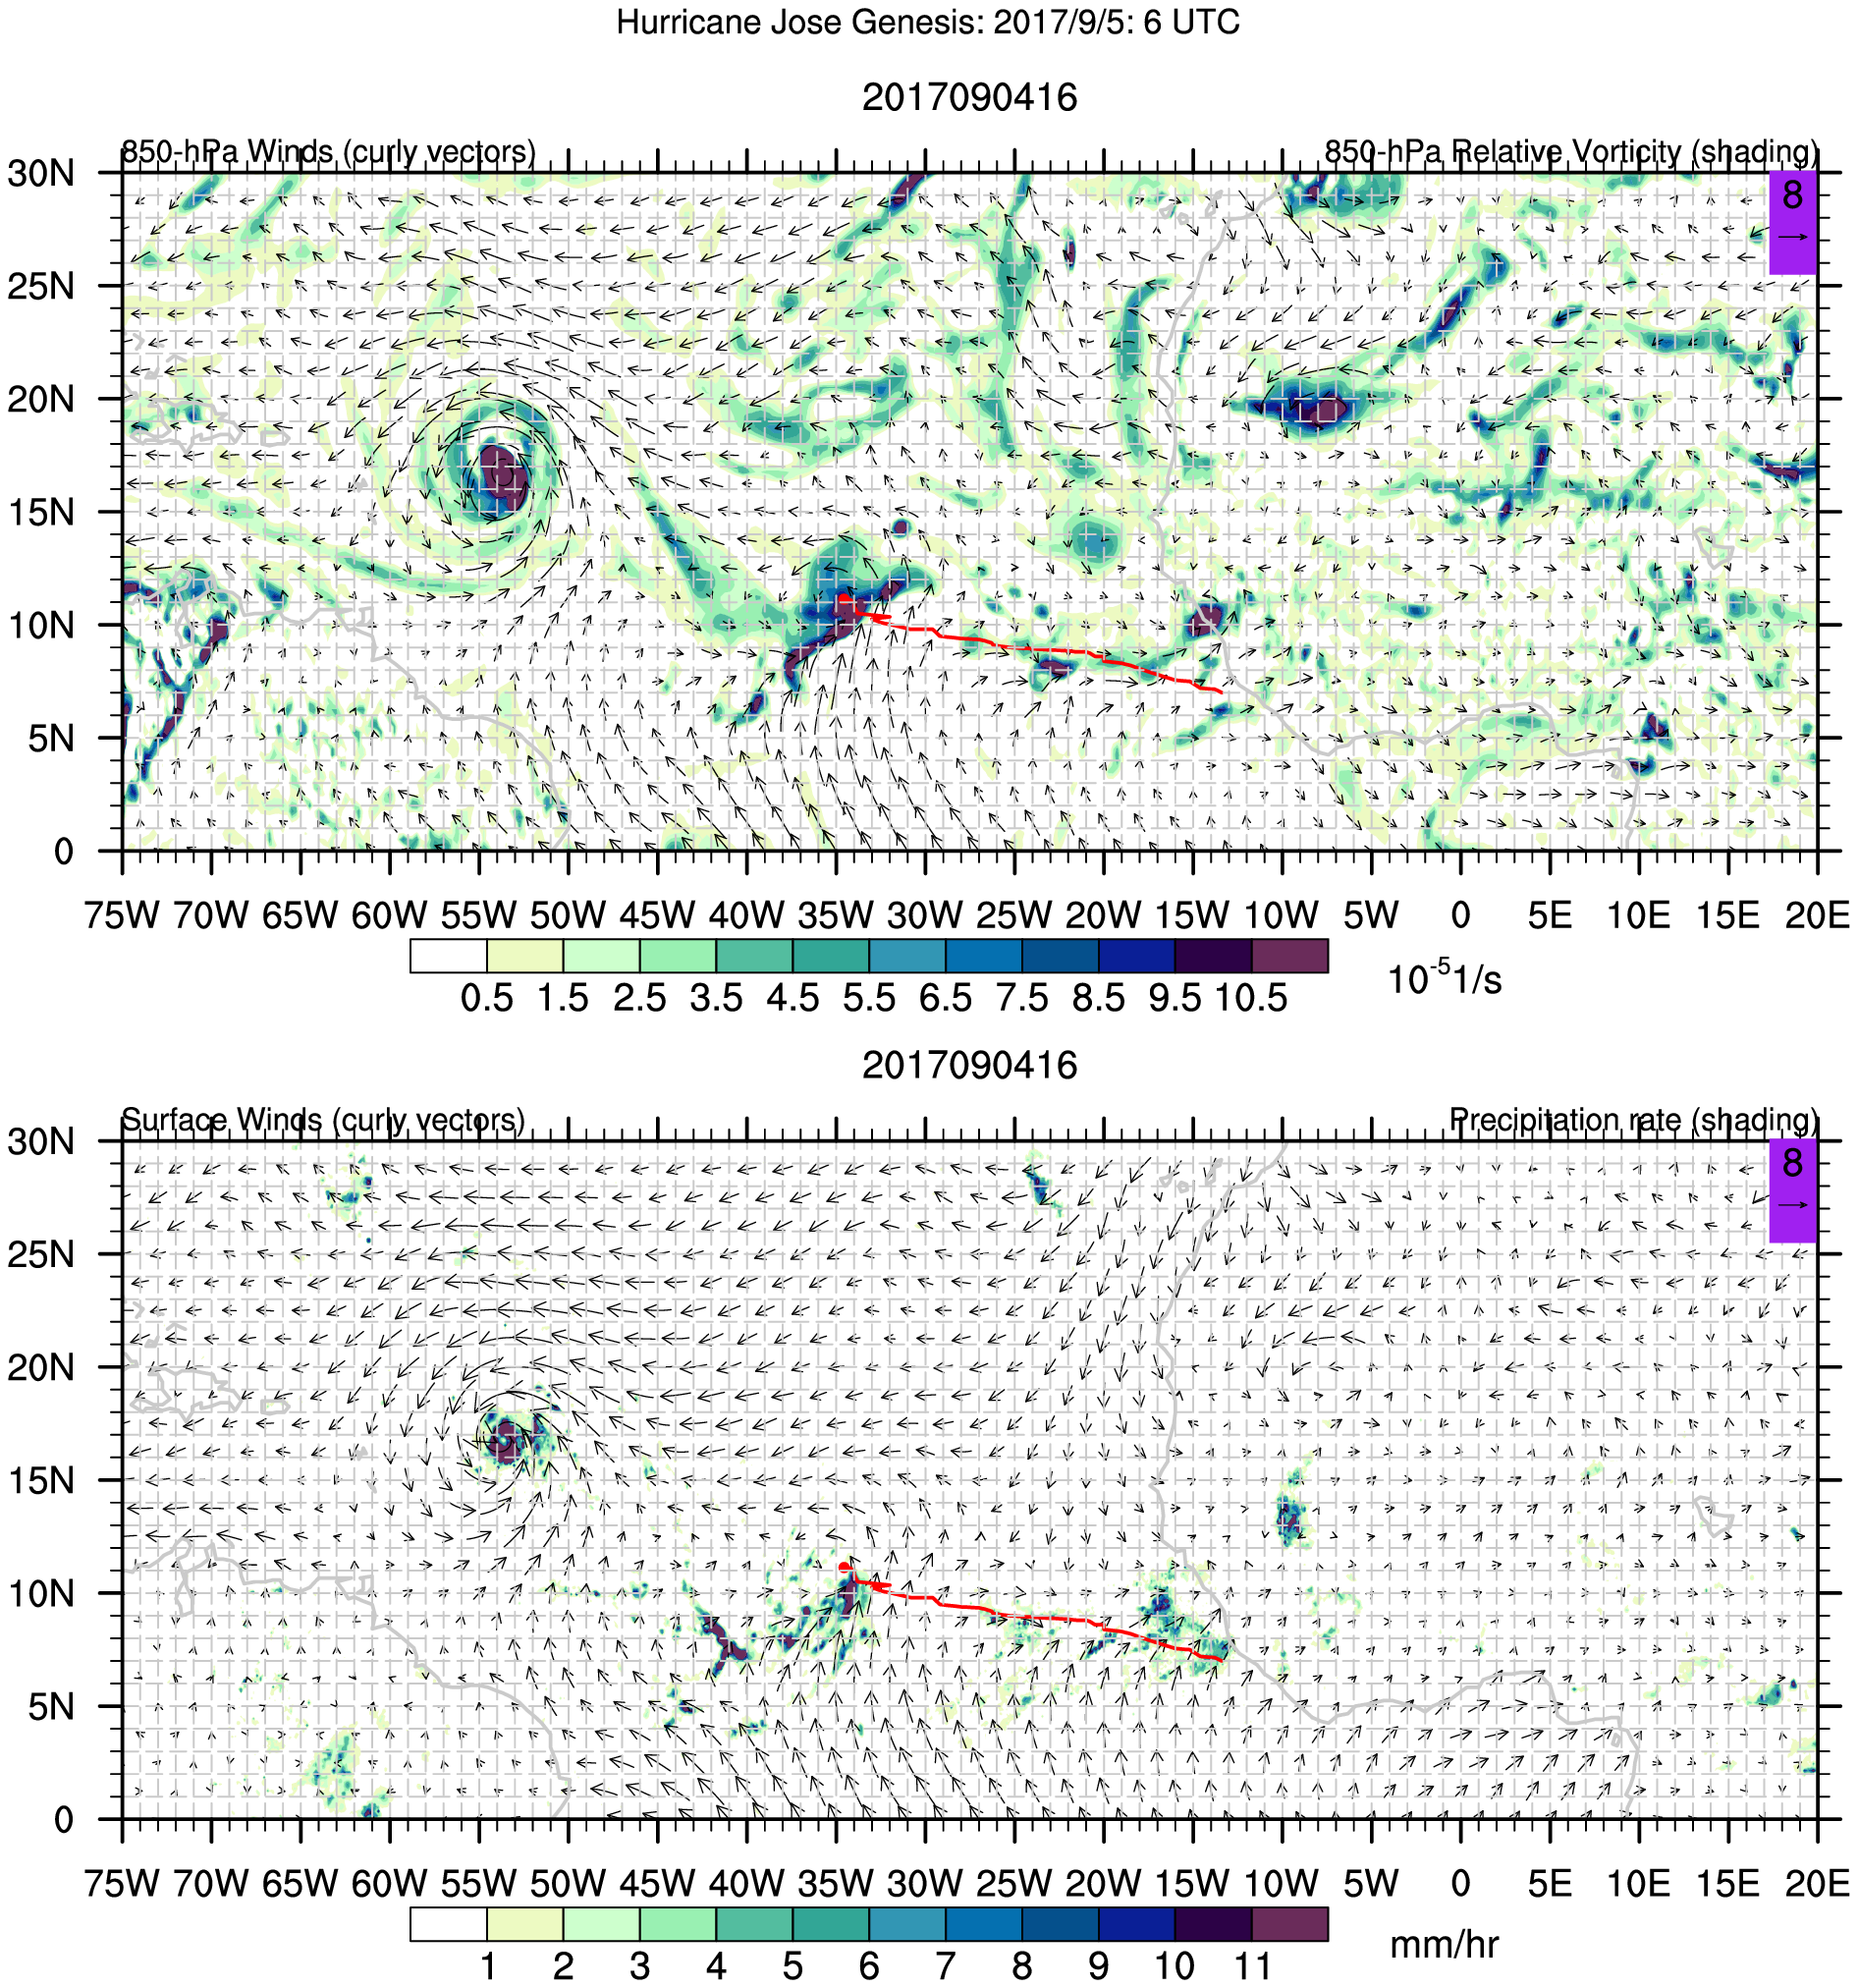 Hurricane Jose Genesis: 2017/9/5: 6 UTC
2017090416
850-hPa Winds (curly vectors) 850-hPa Relative Vorticity (shading)
30N
8
25N
20N
15N
10N
5N
0
75W 70W 65W 60W 55W 50W 45W 40W 35W 30W 25W 20W 15W 10W 5W 0 5E 10E 15E 20E
0.5 1.5 2.5 3.5 4.5 5.5 6.5 7.5 8.5 9.5 10.5
10⁻⁵1/s
2017090416
Surface Winds (curly vectors) Precipitation rate (shading)
30N
8
25N
20N
15N
10N
5N
0
75W 70W 65W 60W 55W 50W 45W 40W 35W 30W 25W 20W 15W 10W 5W 0 5E 10E 15E 20E
1 2 3 4 5 6 7 8 9 10 11
mm/hr